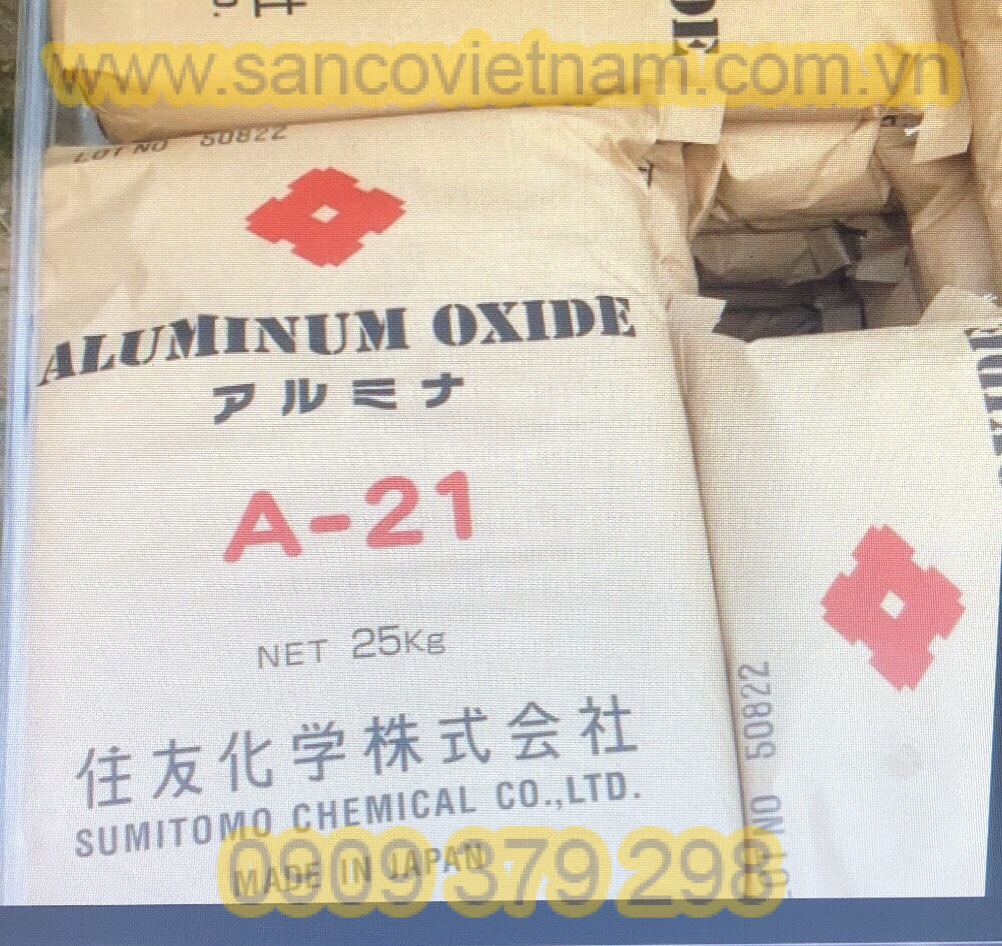 www.sancovietnam.com.vn
LOT NO 50822
ALUMINUM OXIDE
アルミナ
A-21
NET 25Kg
住友化学株式会社
SUMITOMO CHEMICAL CO.,LTD.
MADE IN JAPAN
0909 379 298
LOT NO 50822